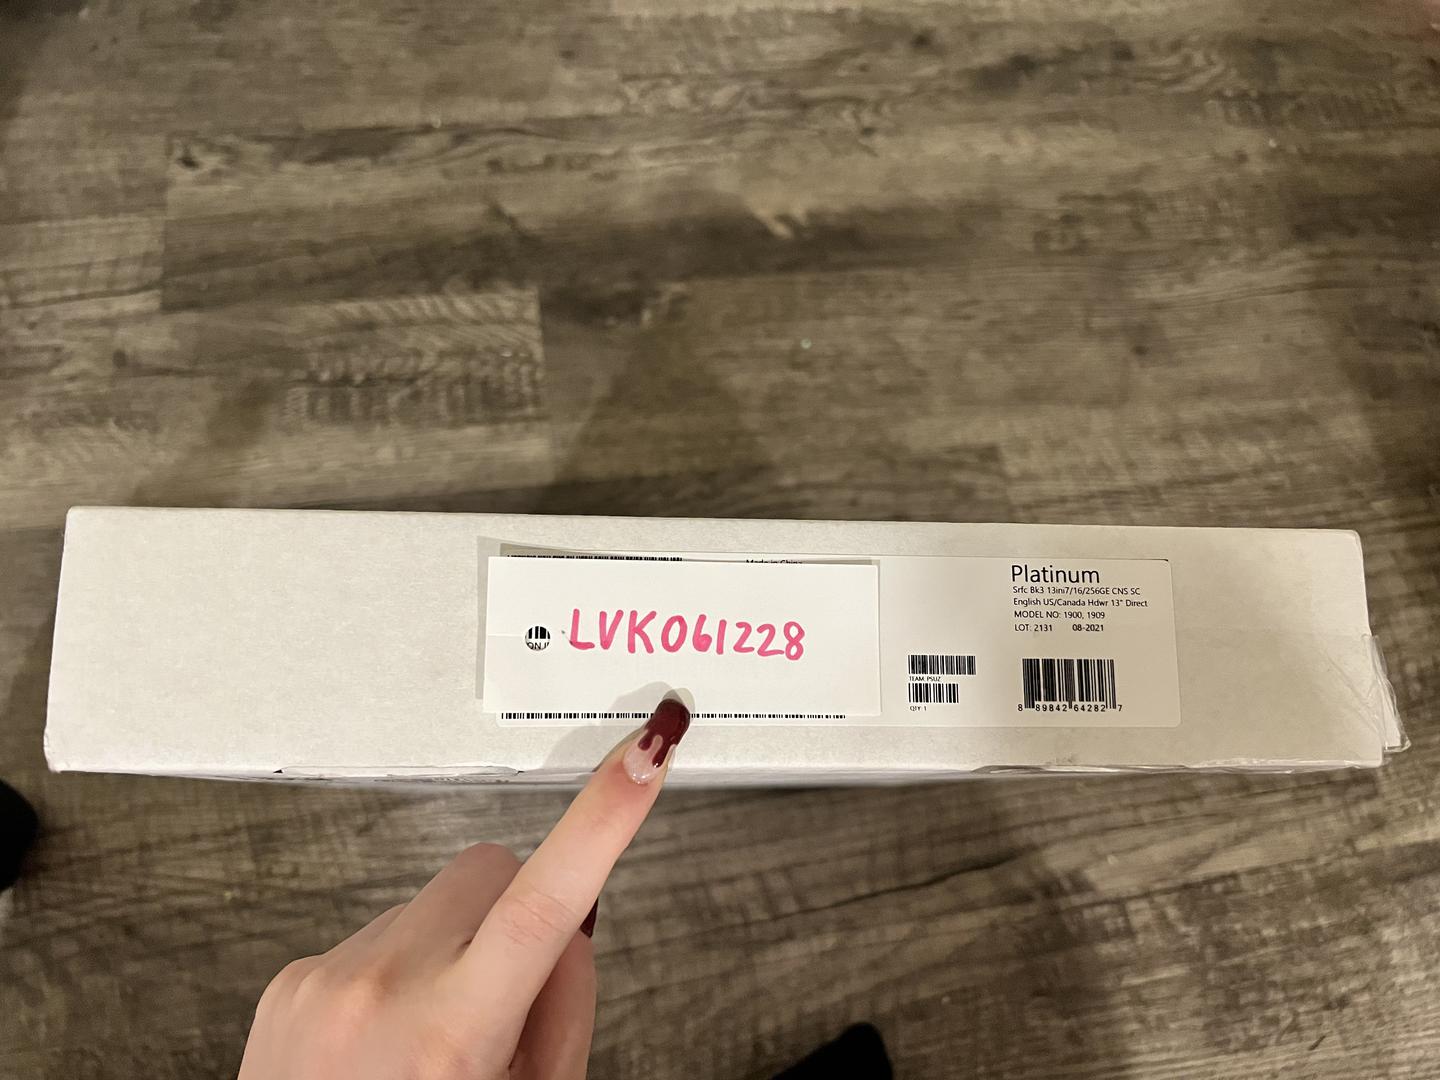 Made in China
LVK061228
Platinum
Srfc Bk3 13ini7/16/256GE CNS SC
English US/Canada Hdwr 13" Direct
MODEL NO: 1900, 1909
LOT: 2131 08-2021
TEAM: PSUZ
QTY: 1
8 89842 64282 7